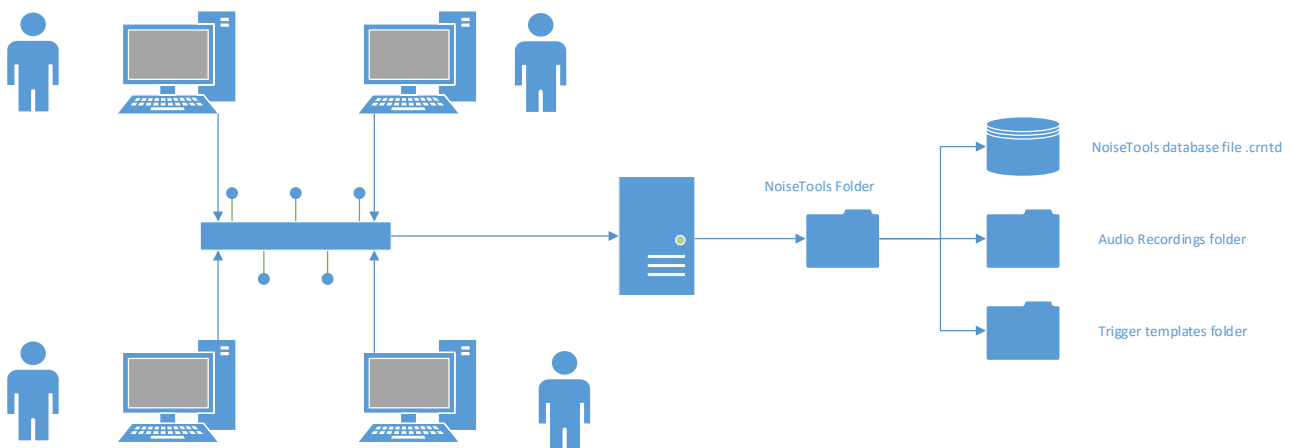 NoiseTools database file .crntd
NoiseTools Folder
Audio Recordings folder
Trigger templates folder